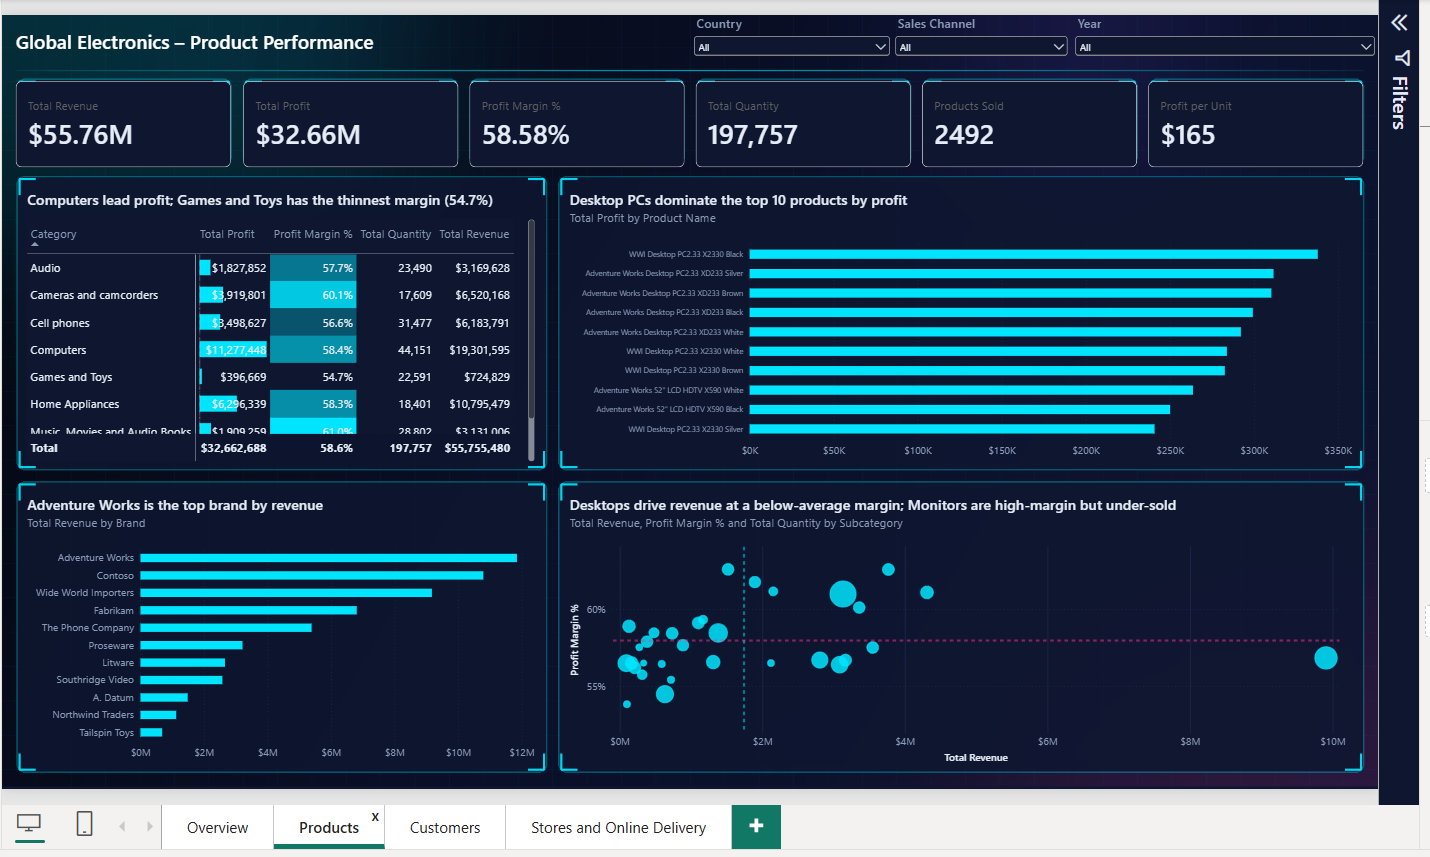 Global Electronics – Product Performance
Country
Sales Channel
Year
All
All
All
Filters
Total Revenue
$55.76M
Total Profit
$32.66M
Profit Margin %
58.58%
Total Quantity
197,757
Products Sold
2492
Profit per Unit
$165
Computers lead profit; Games and Toys has the thinnest margin (54.7%)
Category Total Profit Profit Margin % Total Quantity Total Revenue
Audio $1,827,852 57.7% 23,490 $3,169,628
Cameras and camcorders $3,919,801 60.1% 17,609 $6,520,168
Cell phones $3,498,627 56.6% 31,477 $6,183,791
Computers $11,277,448 58.4% 44,151 $19,301,595
Games and Toys $396,669 54.7% 22,591 $724,829
Home Appliances $6,296,339 58.3% 18,401 $10,795,479
Music, Movies and Audio Books $1,909,259 61.0% 28,802 $3,131,006
Total $32,662,688 58.6% 197,757 $55,755,480
Desktop PCs dominate the top 10 products by profit
Total Profit by Product Name
WWI Desktop PC2.33 X2330 Black
Adventure Works Desktop PC2.33 XD233 Silver
Adventure Works Desktop PC2.33 XD233 Brown
Adventure Works Desktop PC2.33 XD233 Black
Adventure Works Desktop PC2.33 XD233 White
WWI Desktop PC2.33 X2330 White
WWI Desktop PC2.33 X2330 Brown
Adventure Works 52" LCD HDTV X590 White
Adventure Works 52" LCD HDTV X590 Black
WWI Desktop PC2.33 X2330 Silver
$0K $50K $100K $150K $200K $250K $300K $350K
Adventure Works is the top brand by revenue
Total Revenue by Brand
Adventure Works
Contoso
Wide World Importers
Fabrikam
The Phone Company
Proseware
Litware
Southridge Video
A. Datum
Northwind Traders
Tailspin Toys
$0M $2M $4M $6M $8M $10M $12M
Desktops drive revenue at a below-average margin; Monitors are high-margin but under-sold
Total Revenue, Profit Margin % and Total Quantity by Subcategory
Profit Margin %
60%
55%
$0M $2M $4M $6M $8M $10M
Total Revenue
Overview
Products
x
Customers
Stores and Online Delivery
+